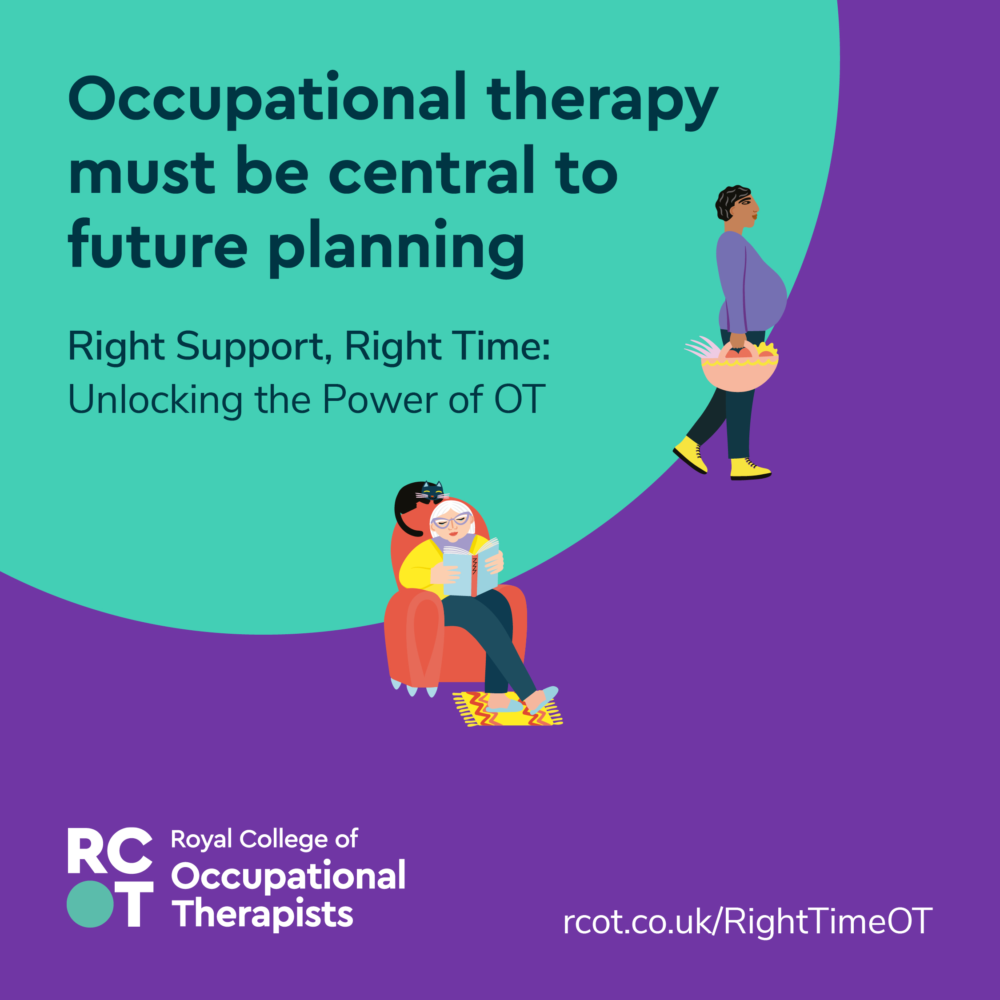 Occupational therapy
must be central to
future planning
Right Support, Right Time:
Unlocking the Power of OT
RC
OT
Royal College of
Occupational
Therapists
rcot.co.uk/RightTimeOT